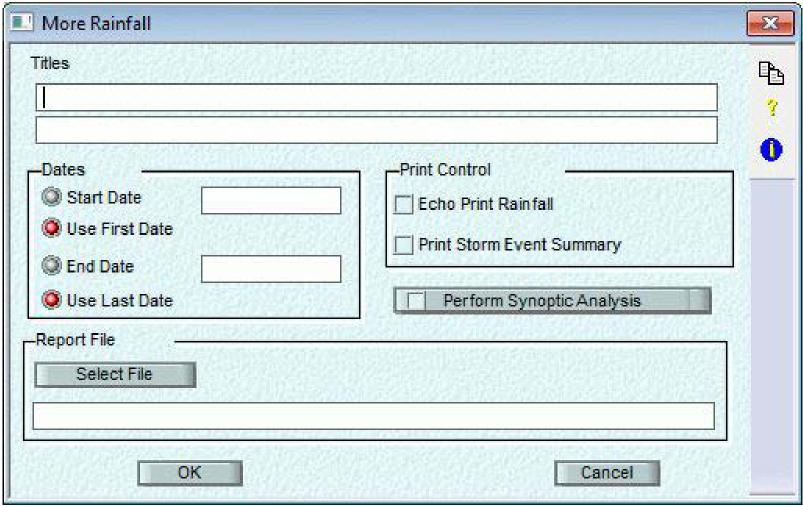 More Rainfall
Titles
Dates
Start Date
Use First Date
End Date
Use Last Date
Print Control
Echo Print Rainfall
Print Storm Event Summary
Perform Synoptic Analysis
Report File
Select File
OK
Cancel
?
i